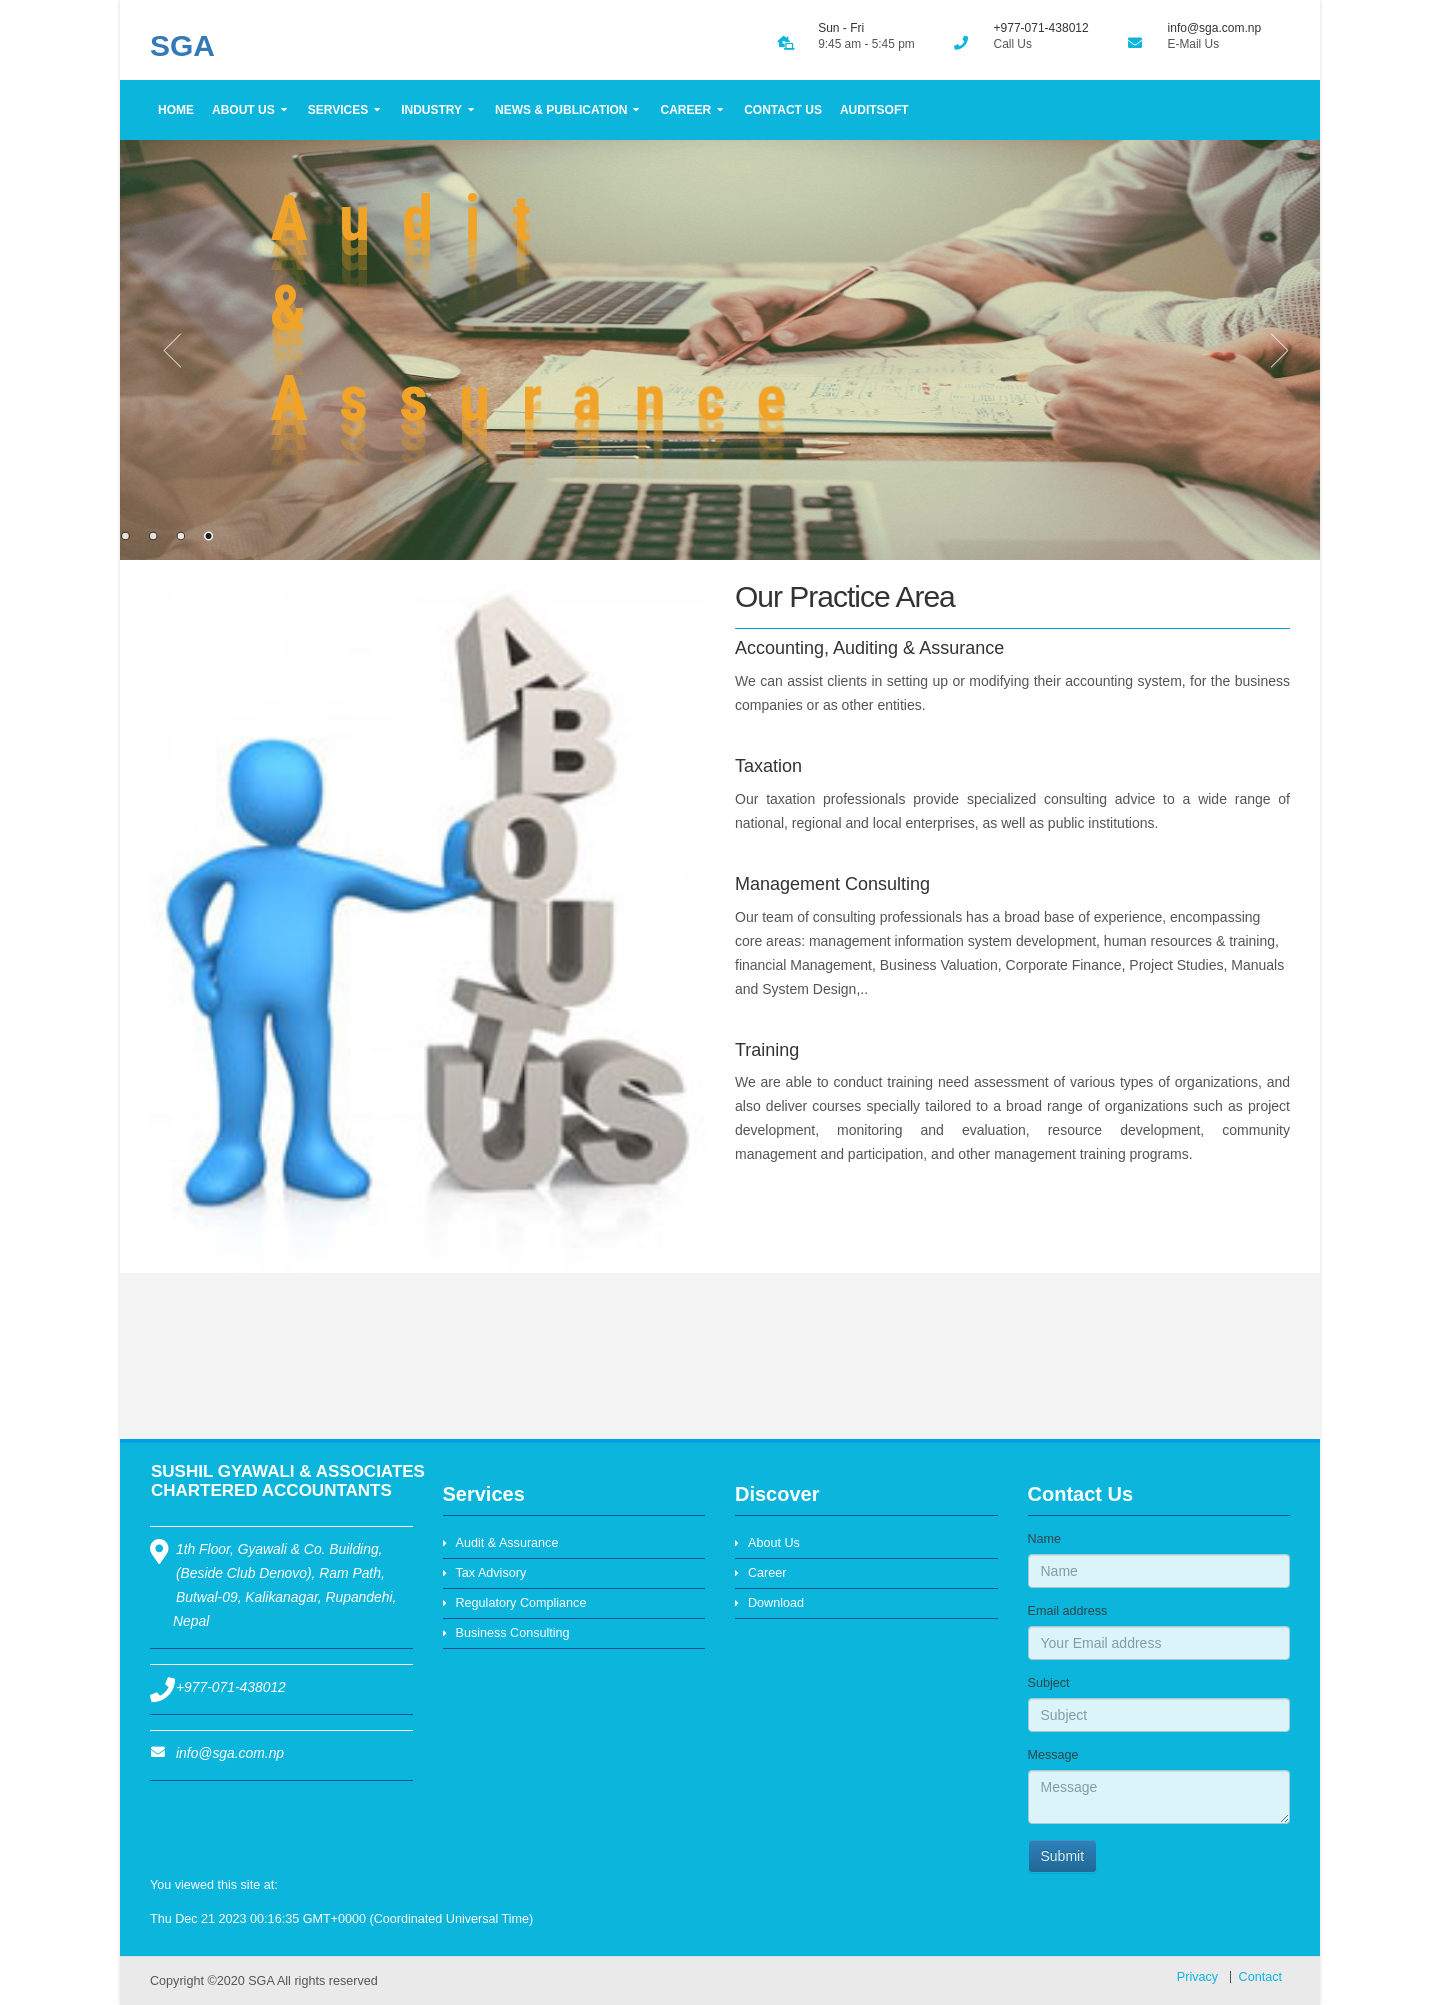 SGA
Sun - Fri
9:45 am - 5:45 pm
+977-071-438012
Call Us
info@sga.com.np
E-Mail Us
HOME ABOUT US SERVICES INDUSTRY NEWS & PUBLICATION CAREER CONTACT US AUDITSOFT
Audit
&
Assurance
ABOUT US
Our Practice Area
Accounting, Auditing & Assurance
We can assist clients in setting up or modifying their accounting system, for the business
companies or as other entities.
Taxation
Our taxation professionals provide specialized consulting advice to a wide range of
national, regional and local enterprises, as well as public institutions.
Management Consulting
Our team of consulting professionals has a broad base of experience, encompassing
core areas: management information system development, human resources & training,
financial Management, Business Valuation, Corporate Finance, Project Studies, Manuals
and System Design,..
Training
We are able to conduct training need assessment of various types of organizations, and
also deliver courses specially tailored to a broad range of organizations such as project
development, monitoring and evaluation, resource development, community
management and participation, and other management training programs.
SUSHIL GYAWALI & ASSOCIATES
CHARTERED ACCOUNTANTS
1th Floor, Gyawali & Co. Building,
(Beside Club Denovo), Ram Path,
Butwal-09, Kalikanagar, Rupandehi,
Nepal
+977-071-438012
info@sga.com.np
Services
Audit & Assurance
Tax Advisory
Regulatory Compliance
Business Consulting
Discover
About Us
Career
Download
Contact Us
Name
Name
Email address
Your Email address
Subject
Subject
Message
Message
Submit
You viewed this site at:
Thu Dec 21 2023 00:16:35 GMT+0000 (Coordinated Universal Time)
Copyright ©2020 SGA All rights reserved
Privacy | Contact